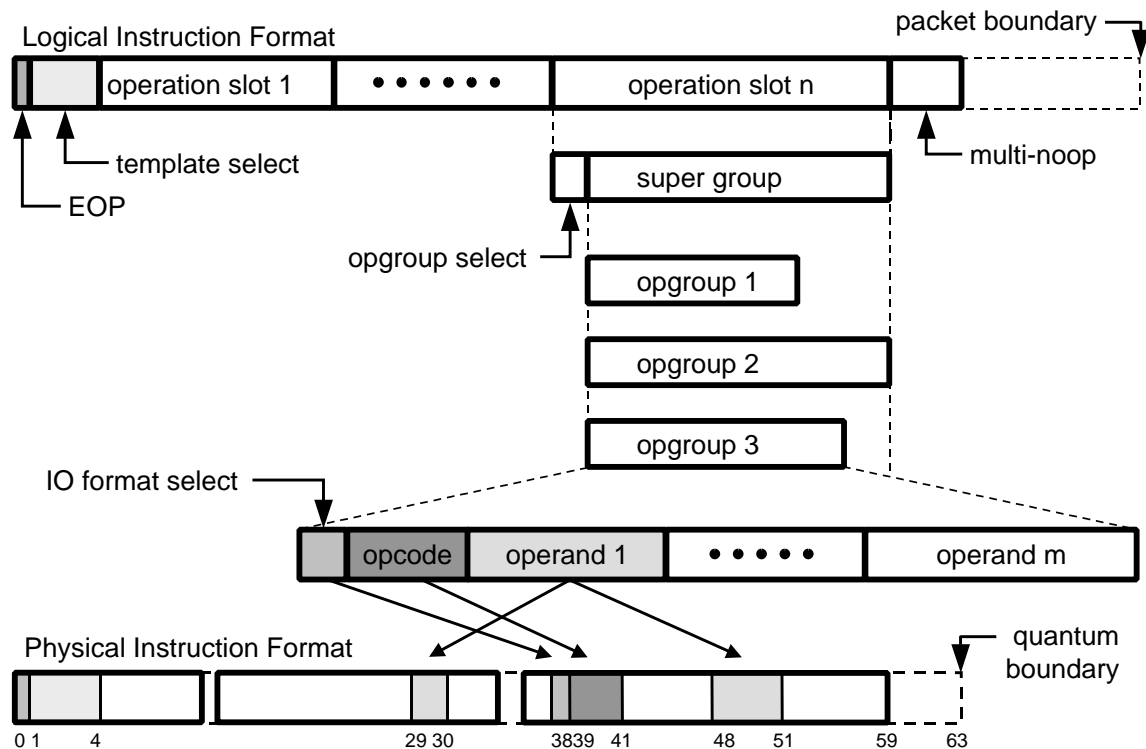 packet boundary
Logical Instruction Format
operation slot 1
operation slot n
template select
multi-noop
super group
EOP
opgroup select
opgroup 1
opgroup 2
opgroup 3
IO format select
opcode
operand 1
operand m
Physical Instruction Format
quantum
boundary
0 1 4 29 30 38 39 41 48 51 59 63